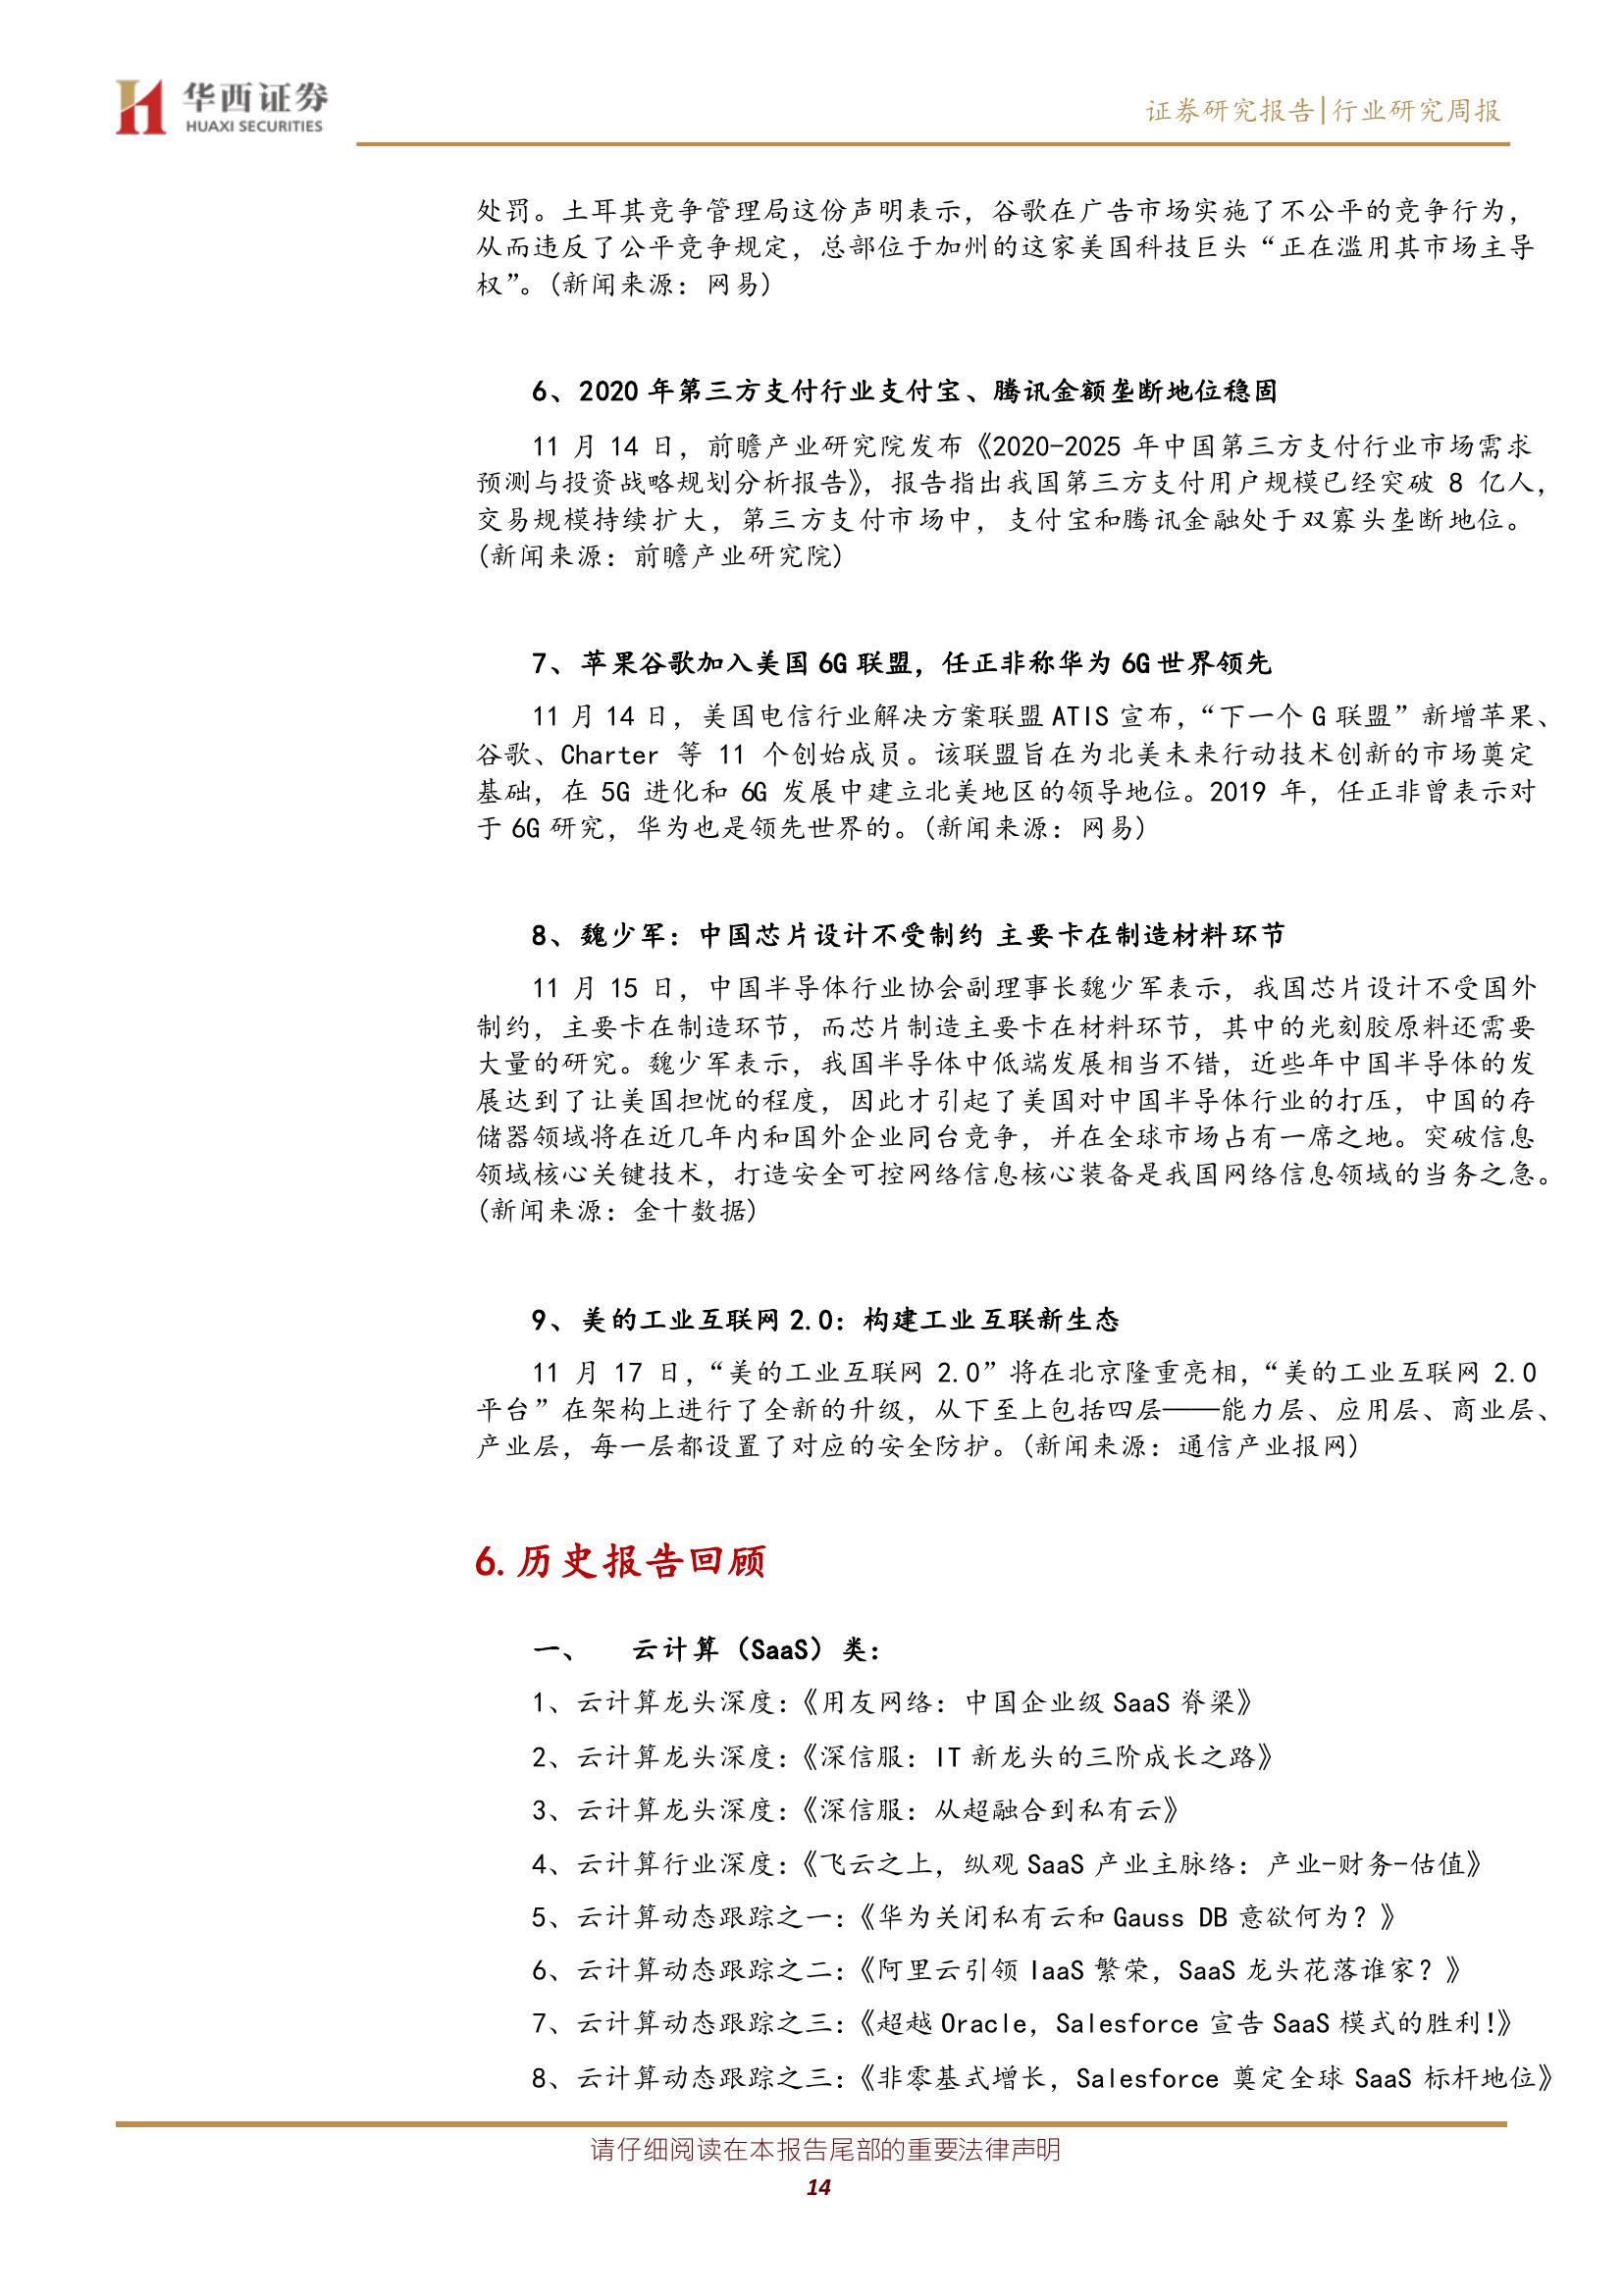 华西证券
HUAXI SECURITIES
证券研究报告|行业研究周报
处罚。土耳其竞争管理局这份声明表示，谷歌在广告市场实施了不公平的竞争行为，
从而违反了公平竞争规定，总部位于加州的这家美国科技巨头“正在滥用其市场主导
权”。(新闻来源：网易)
6、2020 年第三方支付行业支付宝、腾讯金额垄断地位稳固
11 月 14 日，前瞻产业研究院发布《2020-2025 年中国第三方支付行业市场需求
预测与投资战略规划分析报告》，报告指出我国第三方支付用户规模已经突破 8 亿人，
交易规模持续扩大，第三方支付市场中，支付宝和腾讯金融处于双寡头垄断地位。
(新闻来源：前瞻产业研究院)
7、苹果谷歌加入美国 6G 联盟，任正非称华为 6G 世界领先
11 月 14 日，美国电信行业解决方案联盟 ATIS 宣布，“下一个 G 联盟”新增苹果、
谷歌、Charter 等 11 个创始成员。该联盟旨在为北美未来行动技术创新的市场奠定
基础，在 5G 进化和 6G 发展中建立北美地区的领导地位。2019 年，任正非曾表示对
于 6G 研究，华为也是领先世界的。(新闻来源：网易)
8、魏少军：中国芯片设计不受制约 主要卡在制造材料环节
11 月 15 日，中国半导体行业协会副理事长魏少军表示，我国芯片设计不受国外
制约，主要卡在制造环节，而芯片制造主要卡在材料环节，其中的光刻胶原料还需要
大量的研究。魏少军表示，我国半导体中低端发展相当不错，近些年中国半导体的发
展达到了让美国担忧的程度，因此才引起了美国对中国半导体行业的打压，中国的存
储器领域将在近几年内和国外企业同台竞争，并在全球市场占有一席之地。突破信息
领域核心关键技术，打造安全可控网络信息核心装备是我国网络信息领域的当务之急。
(新闻来源：金十数据)
9、美的工业互联网 2.0：构建工业互联新生态
11 月 17 日，“美的工业互联网 2.0”将在北京隆重亮相，“美的工业互联网 2.0
平台”在架构上进行了全新的升级，从下至上包括四层——能力层、应用层、商业层、
产业层，每一层都设置了对应的安全防护。(新闻来源：通信产业报网)
6.历史报告回顾
一、 云计算（SaaS）类：
1、云计算龙头深度：《用友网络：中国企业级 SaaS 脊梁》
2、云计算龙头深度：《深信服：IT 新龙头的三阶成长之路》
3、云计算龙头深度：《深信服：从超融合到私有云》
4、云计算行业深度：《飞云之上，纵观 SaaS 产业主脉络：产业-财务-估值》
5、云计算动态跟踪之一：《华为关闭私有云和 Gauss DB 意欲何为？》
6、云计算动态跟踪之二：《阿里云引领 IaaS 繁荣，SaaS 龙头花落谁家？》
7、云计算动态跟踪之三：《超越 Oracle，Salesforce 宣告 SaaS 模式的胜利!》
8、云计算动态跟踪之三：《非零基式增长，Salesforce 奠定全球 SaaS 标杆地位》
请仔细阅读在本报告尾部的重要法律声明
14